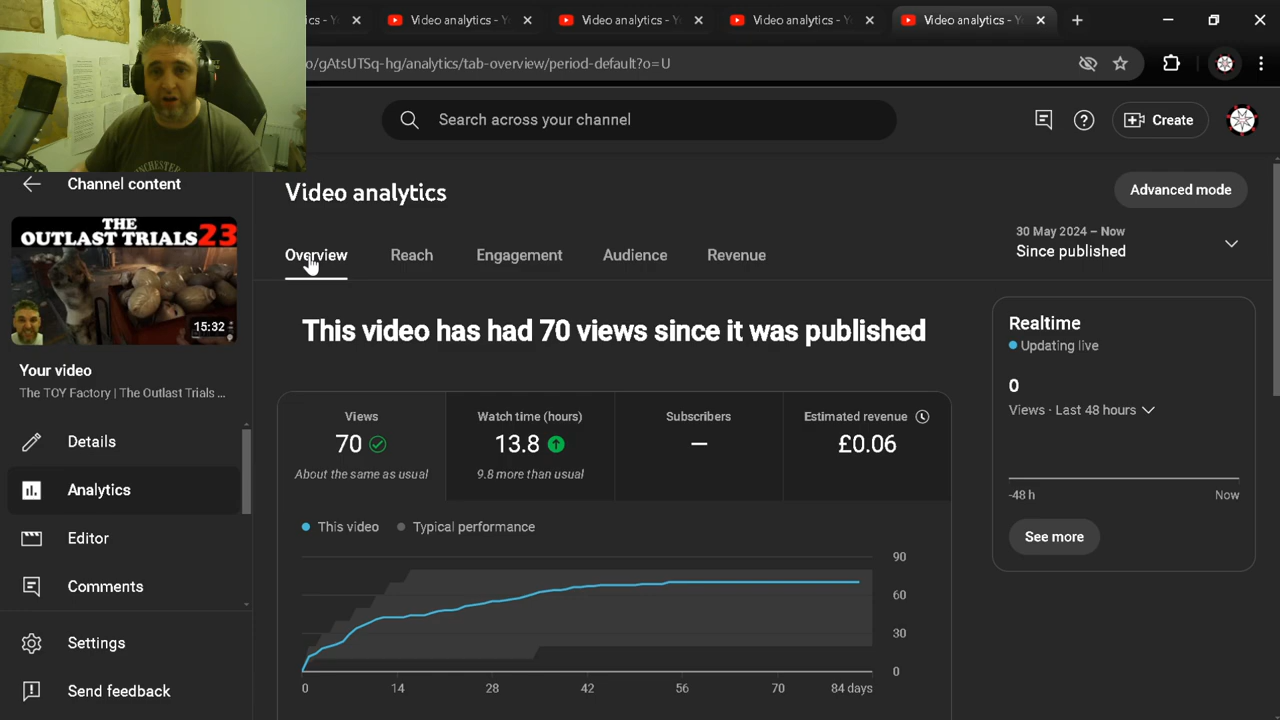 ics - Y
Video analytics - Y
Video analytics - Y
Video analytics - Y
Video analytics - Y
o/gAtsUTSq-hg/analytics/tab-overview/period-default?o=U
Search across your channel
Create
Channel content
THE
OUTLAST TRIALS 23
15:32
Your video
The TOY Factory | The Outlast Trials ...
Details
Analytics
Editor
Comments
Settings
Send feedback
Video analytics
Advanced mode
Overview
Reach
Engagement
Audience
Revenue
30 May 2024 – Now
Since published
This video has had 70 views since it was published
Views
70
About the same as usual
Watch time (hours)
13.8
9.8 more than usual
Subscribers
—
Estimated revenue
£0.06
This video
Typical performance
90
60
30
0
0
14
28
42
56
70
84 days
Realtime
Updating live
0
Views · Last 48 hours
-48 h
Now
See more